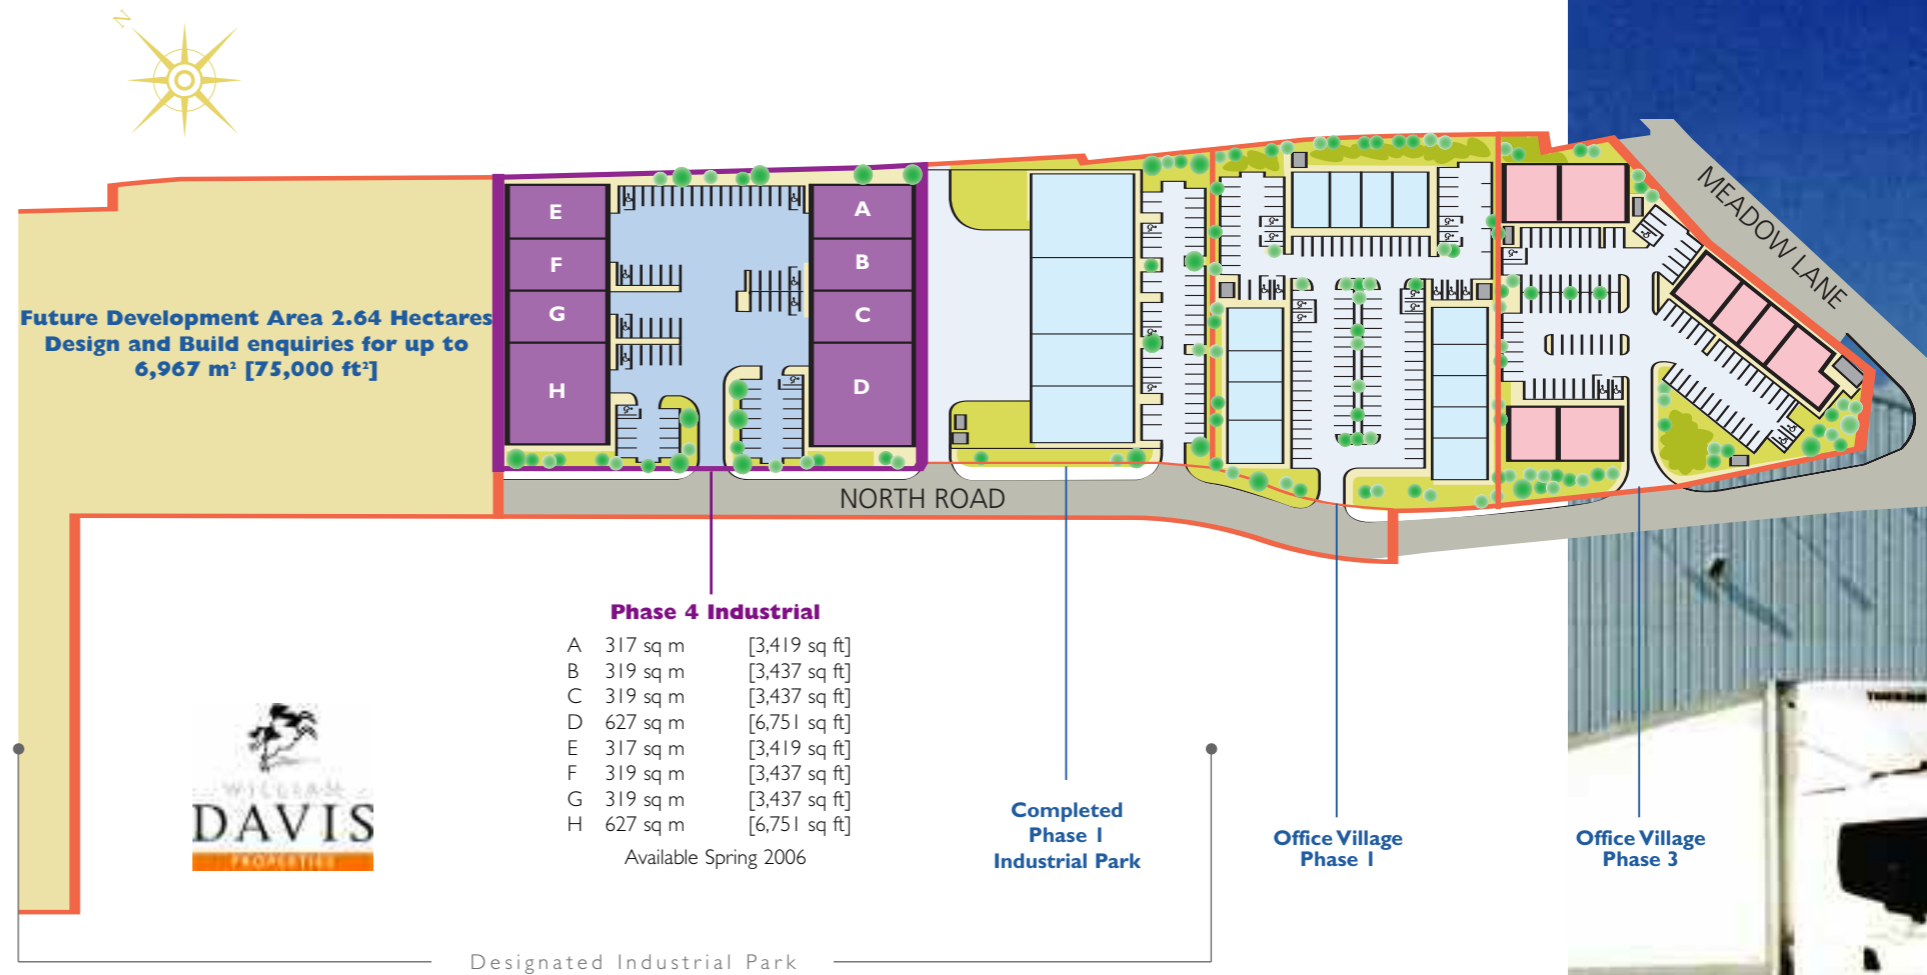 N
MEADOW LANE
E
A
F
B
G
C
H
D
Future Development Area 2.64 Hectares
Design and Build enquiries for up to
6,967 m² [75,000 ft²]
NORTH ROAD
Phase 4 Industrial
A 317 sq m [3,419 sq ft]
B 319 sq m [3,437 sq ft]
C 319 sq m [3,437 sq ft]
D 627 sq m [6,751 sq ft]
E 317 sq m [3,419 sq ft]
F 319 sq m [3,437 sq ft]
G 319 sq m [3,437 sq ft]
H 627 sq m [6,751 sq ft]
Available Spring 2006
WILLIAM
DAVIS
PROPERTIES
Completed
Phase 1
Industrial Park
Office Village
Phase 1
Office Village
Phase 3
Designated Industrial Park